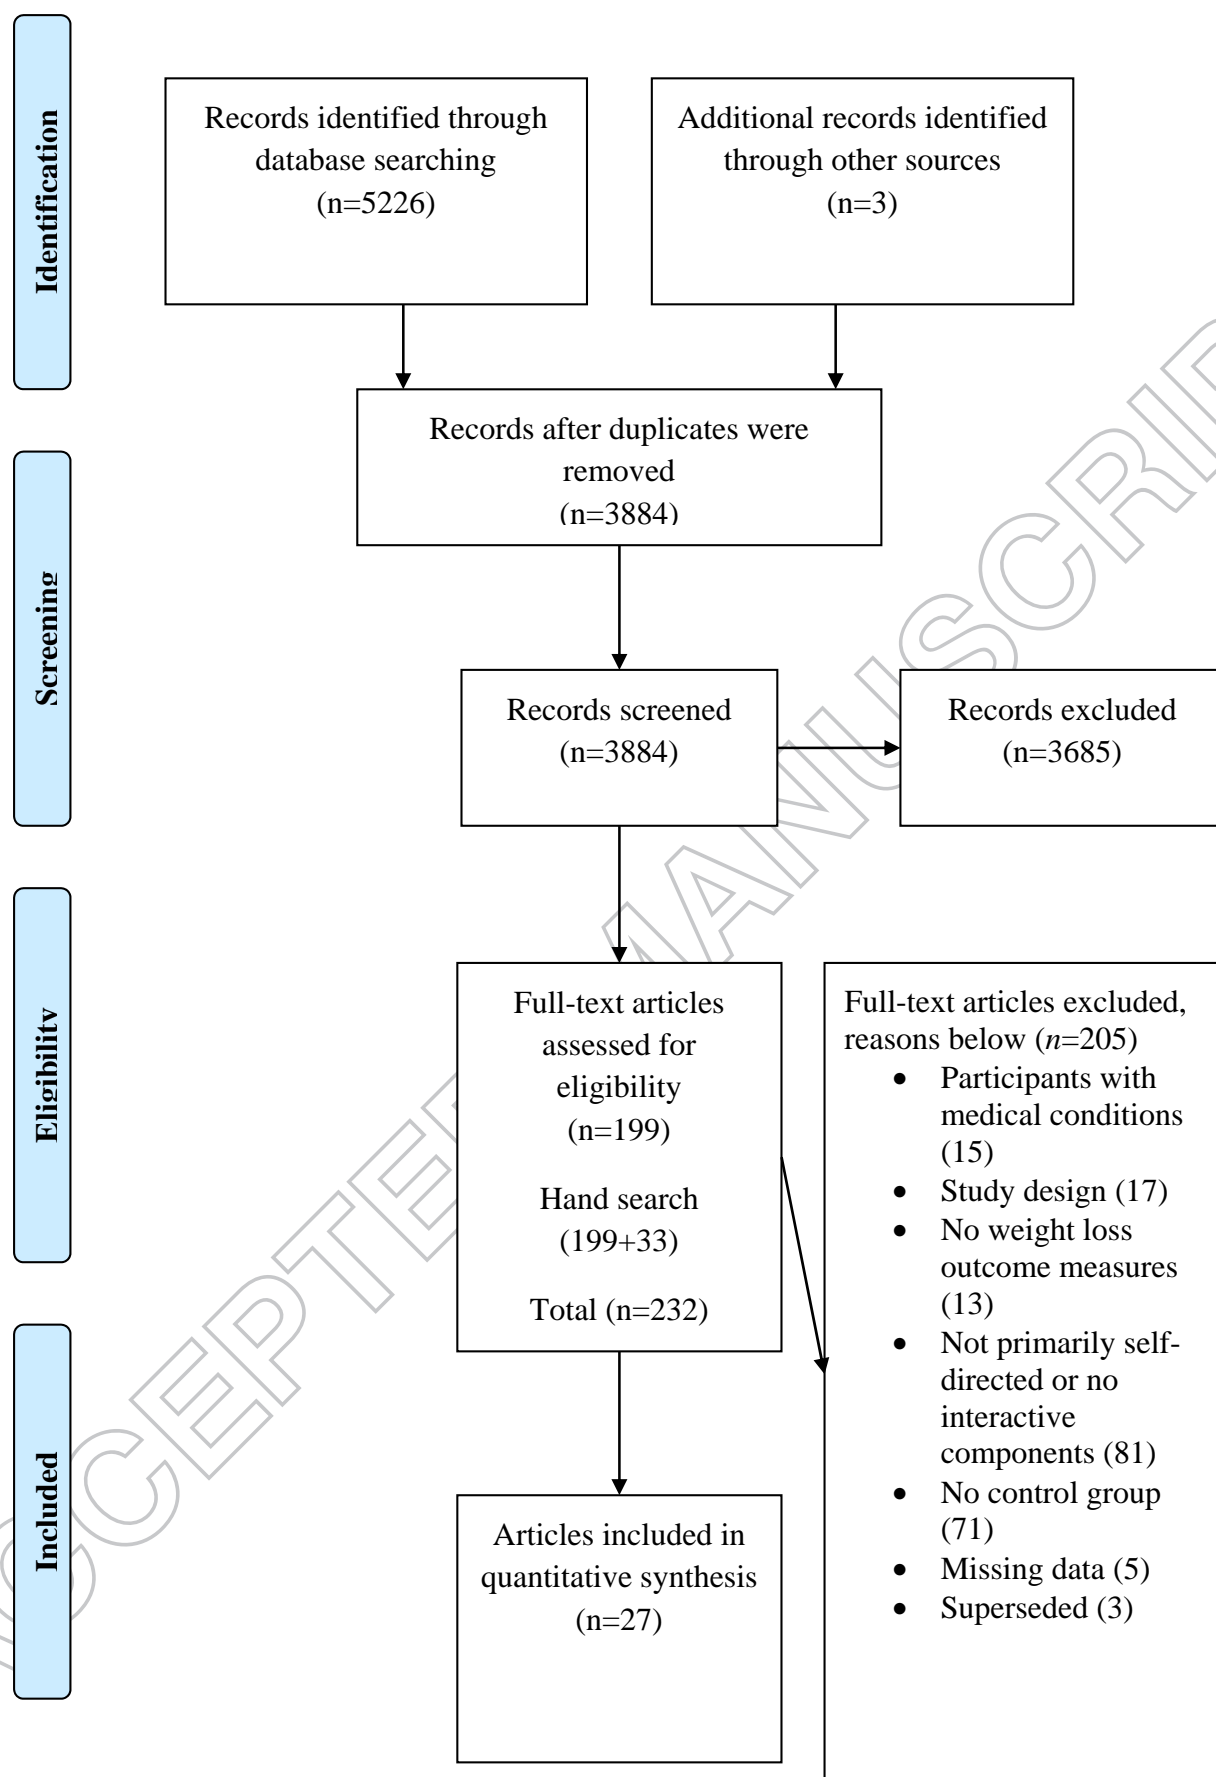 Identification
Records identified through
database searching
(n=5226)
Additional records identified
through other sources
(n=3)
Records after duplicates were
removed
(n=3884)
Screening
Records screened
(n=3884)
Records excluded
(n=3685)
Eligibility
Full-text articles
assessed for
eligibility
(n=199)
Hand search
(199+33)
Total (n=232)
Full-text articles excluded,
reasons below (n=205)
• Participants with
medical conditions
(15)
• Study design (17)
• No weight loss
outcome measures
(13)
• Not primarily self-
directed or no
interactive
components (81)
• No control group
(71)
• Missing data (5)
• Superseded (3)
Included
Articles included in
quantitative synthesis
(n=27)
CCEPTED MANUSCRIP